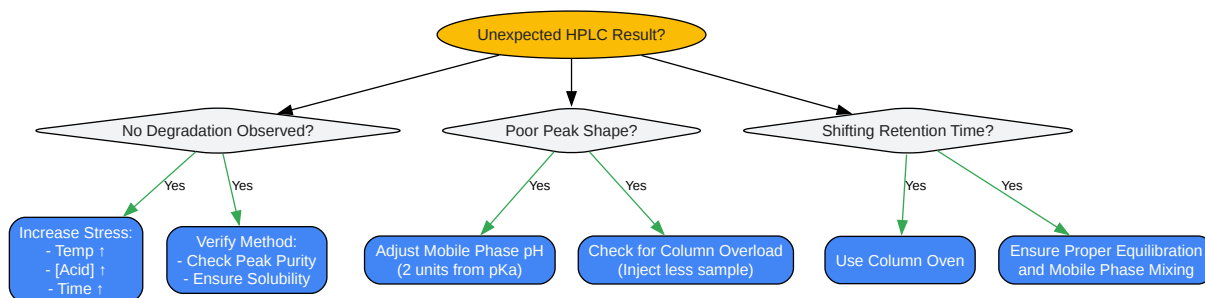 Unexpected HPLC Result?
No Degradation Observed?
Poor Peak Shape?
Shifting Retention Time?
Yes
Yes
Yes
Yes
Yes
Yes
Increase Stress:
- Temp ↑
- [Acid] ↑
- Time ↑
Verify Method:
- Check Peak Purity
- Ensure Solubility
Adjust Mobile Phase pH
(2 units from pKa)
Check for Column Overload
(Inject less sample)
Use Column Oven
Ensure Proper Equilibration
and Mobile Phase Mixing